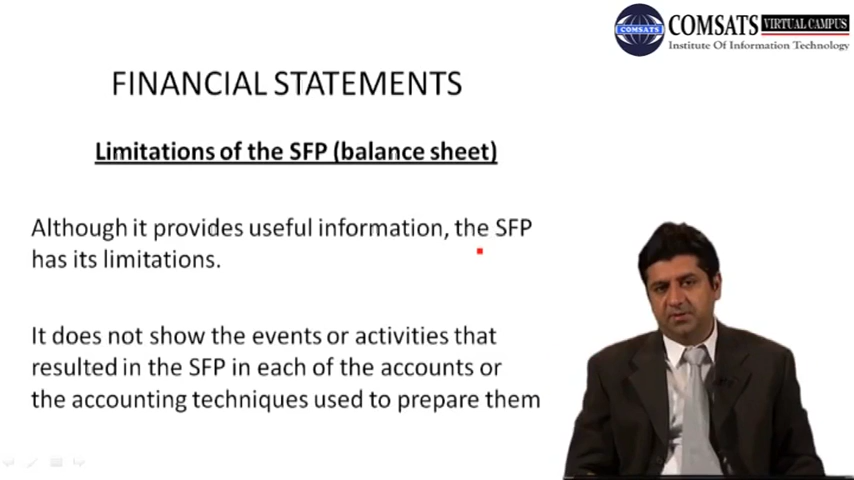 COMSATS VIRTUAL CAMPUS
COMSATS
Institute Of Information Technology
FINANCIAL STATEMENTS
Limitations of the SFP (balance sheet)
Although it provides useful information, the SFP
has its limitations.
It does not show the events or activities that
resulted in the SFP in each of the accounts or
the accounting techniques used to prepare them